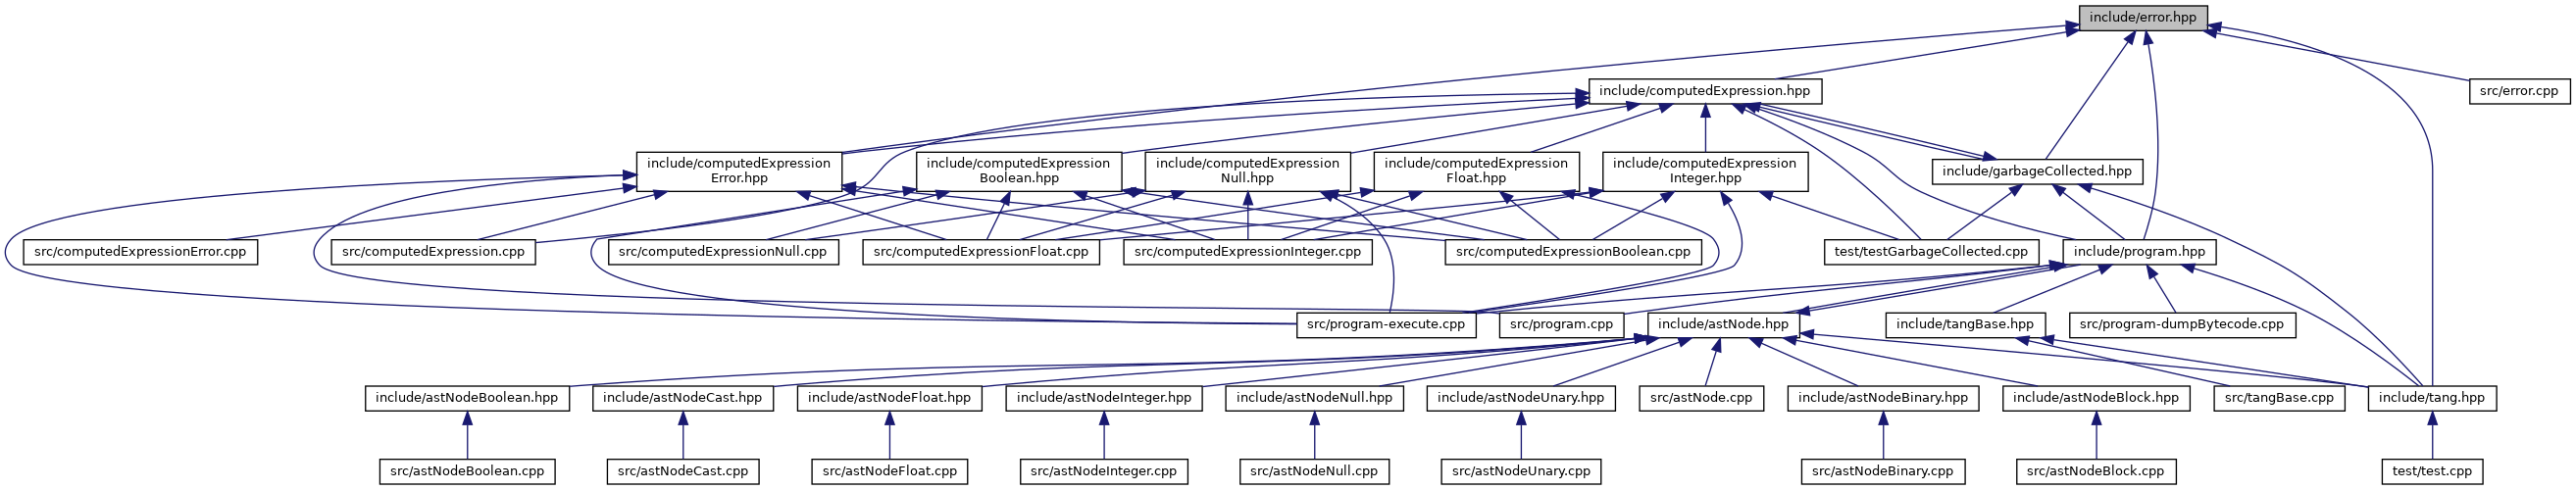 include/error.hpp
include/computedExpression.hpp
src/error.cpp
include/computedExpression
Error.hpp
include/computedExpression
Boolean.hpp
include/computedExpression
Null.hpp
include/computedExpression
Float.hpp
include/computedExpression
Integer.hpp
include/garbageCollected.hpp
src/computedExpressionError.cpp
src/computedExpression.cpp
src/computedExpressionNull.cpp
src/computedExpressionFloat.cpp
src/computedExpressionInteger.cpp
src/computedExpressionBoolean.cpp
test/testGarbageCollected.cpp
include/program.hpp
src/program-execute.cpp
src/program.cpp
include/astNode.hpp
include/tangBase.hpp
src/program-dumpBytecode.cpp
include/astNodeBoolean.hpp
include/astNodeCast.hpp
include/astNodeFloat.hpp
include/astNodeInteger.hpp
include/astNodeNull.hpp
include/astNodeUnary.hpp
src/astNode.cpp
include/astNodeBinary.hpp
include/astNodeBlock.hpp
src/tangBase.cpp
include/tang.hpp
src/astNodeBoolean.cpp
src/astNodeCast.cpp
src/astNodeFloat.cpp
src/astNodeInteger.cpp
src/astNodeNull.cpp
src/astNodeUnary.cpp
src/astNodeBinary.cpp
src/astNodeBlock.cpp
test/test.cpp